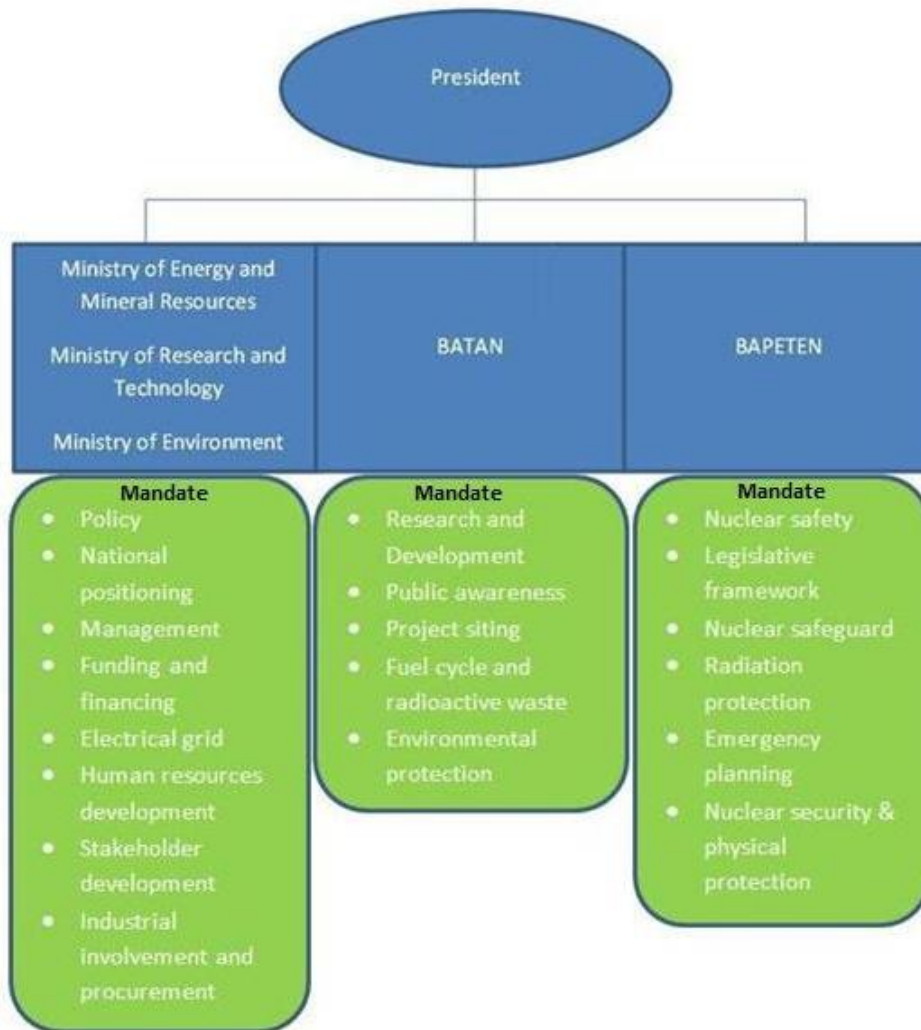 President
Ministry of Energy and
Mineral Resources
Ministry of Research and
Technology
Ministry of Environment
BATAN
BAPETEN
Mandate
• Policy
• National
positioning
• Management
• Funding and
financing
• Electrical grid
• Human resources
development
• Stakeholder
development
• Industrial
involvement and
procurement
Mandate
• Research and
Development
• Public awareness
• Project siting
• Fuel cycle and
radioactive waste
• Environmental
protection
Mandate
• Nuclear safety
• Legislative
framework
• Nuclear safeguard
• Radiation
protection
• Emergency
planning
• Nuclear security &
physical
protection